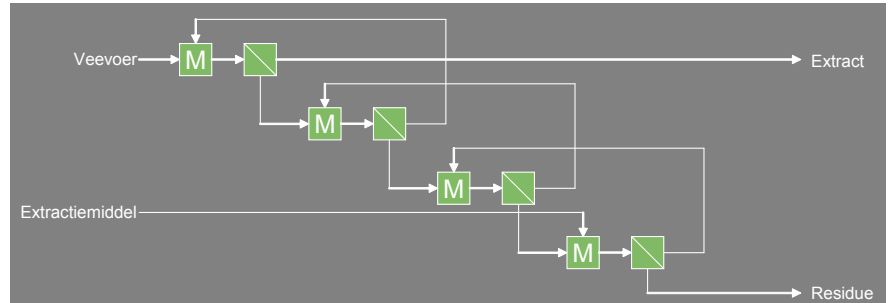 Veevoer
M
Extract
M
M
Extractiemiddel
M
Residue